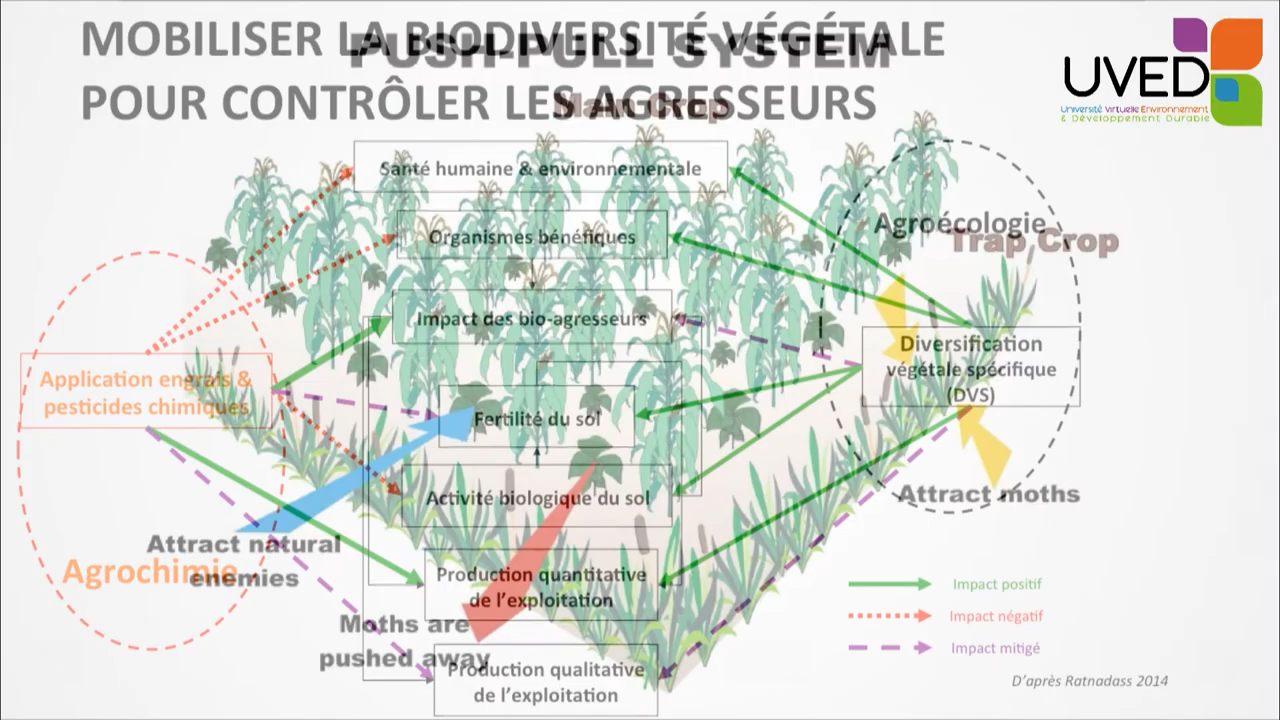 MOBILISER LA BIODIVERSITÉ VÉGÉTALE
POUR CONTRÔLER LES AGRESSEURS
PUSH-PULL SYSTEM
Main Crop
UVED
Université Virtuelle Environnement
& Développement Durable
Santé humaine & environnementale
Organismes bénéfiques
Impact des bio-agresseurs
Fertilité du sol
Activité biologique du sol
Production quantitative
de l'exploitation
Production qualitative
de l'exploitation
Application engrais &
pesticides chimiques
Agrochimie
Agroécologie
Trap Crop
Diversification
végétale spécifique
(DVS)
Attract moths
Attract natural
enemies
Moths are
pushed away
Impact positif
Impact négatif
Impact mitigé
D'après Ratnadass 2014